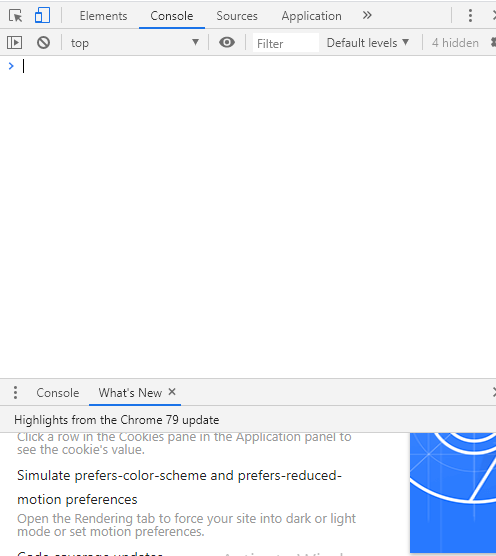 Elements Console Sources Application
top Filter Default levels 4 hidden
Console What's New
Highlights from the Chrome 79 update
Click a row in the Cookies pane in the Application panel to
see the cookie's value.
Simulate prefers-color-scheme and prefers-reduced-
motion preferences
Open the Rendering tab to force your site into dark or light
mode or set motion preferences.
Code coverage updates